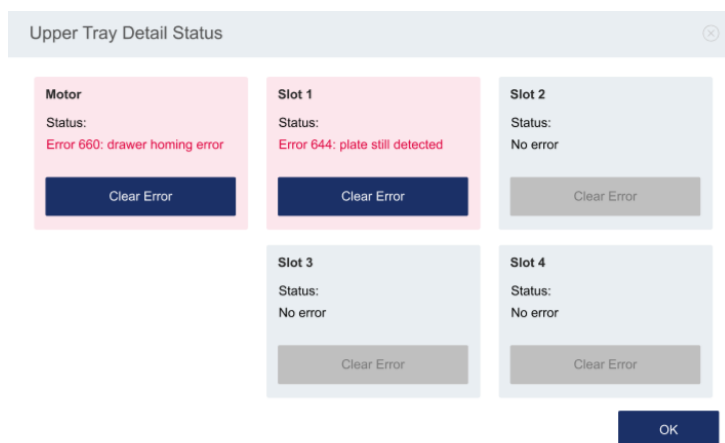 Upper Tray Detail Status
Motor
Status:
Error 660: drawer homing error
Clear Error
Slot 1
Status:
Error 644: plate still detected
Clear Error
Slot 2
Status:
No error
Clear Error
Slot 3
Status:
No error
Clear Error
Slot 4
Status:
No error
Clear Error
OK